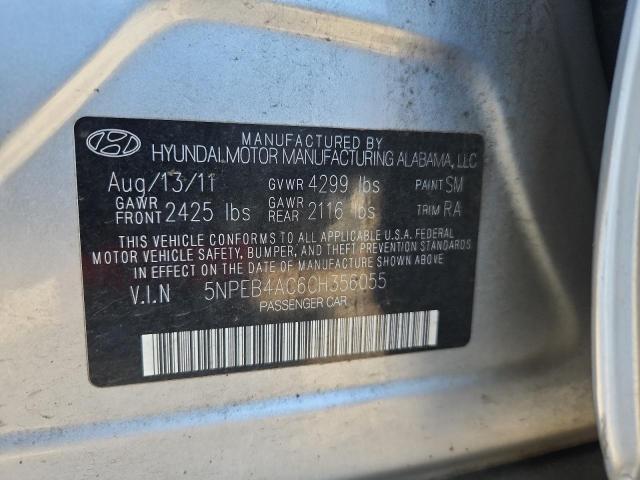 MANUFACTURED BY
HYUNDAI MOTOR MANUFACTURING ALABAMA, LLC
Aug/13/11 GVWR 4299 lbs PAINT SM
GAWR FRONT 2425 lbs GAWR REAR 2116 lbs TRIM RA
THIS VEHICLE CONFORMS TO ALL APPLICABLE U.S.A. FEDERAL
MOTOR VEHICLE SAFETY, BUMPER, AND THEFT PREVENTION STANDARDS
IN EFFECT ON THE DATE OF MANUFACTURE SHOWN ABOVE.
V.I.N 5NPEB4AC6CH356055
PASSENGER CAR